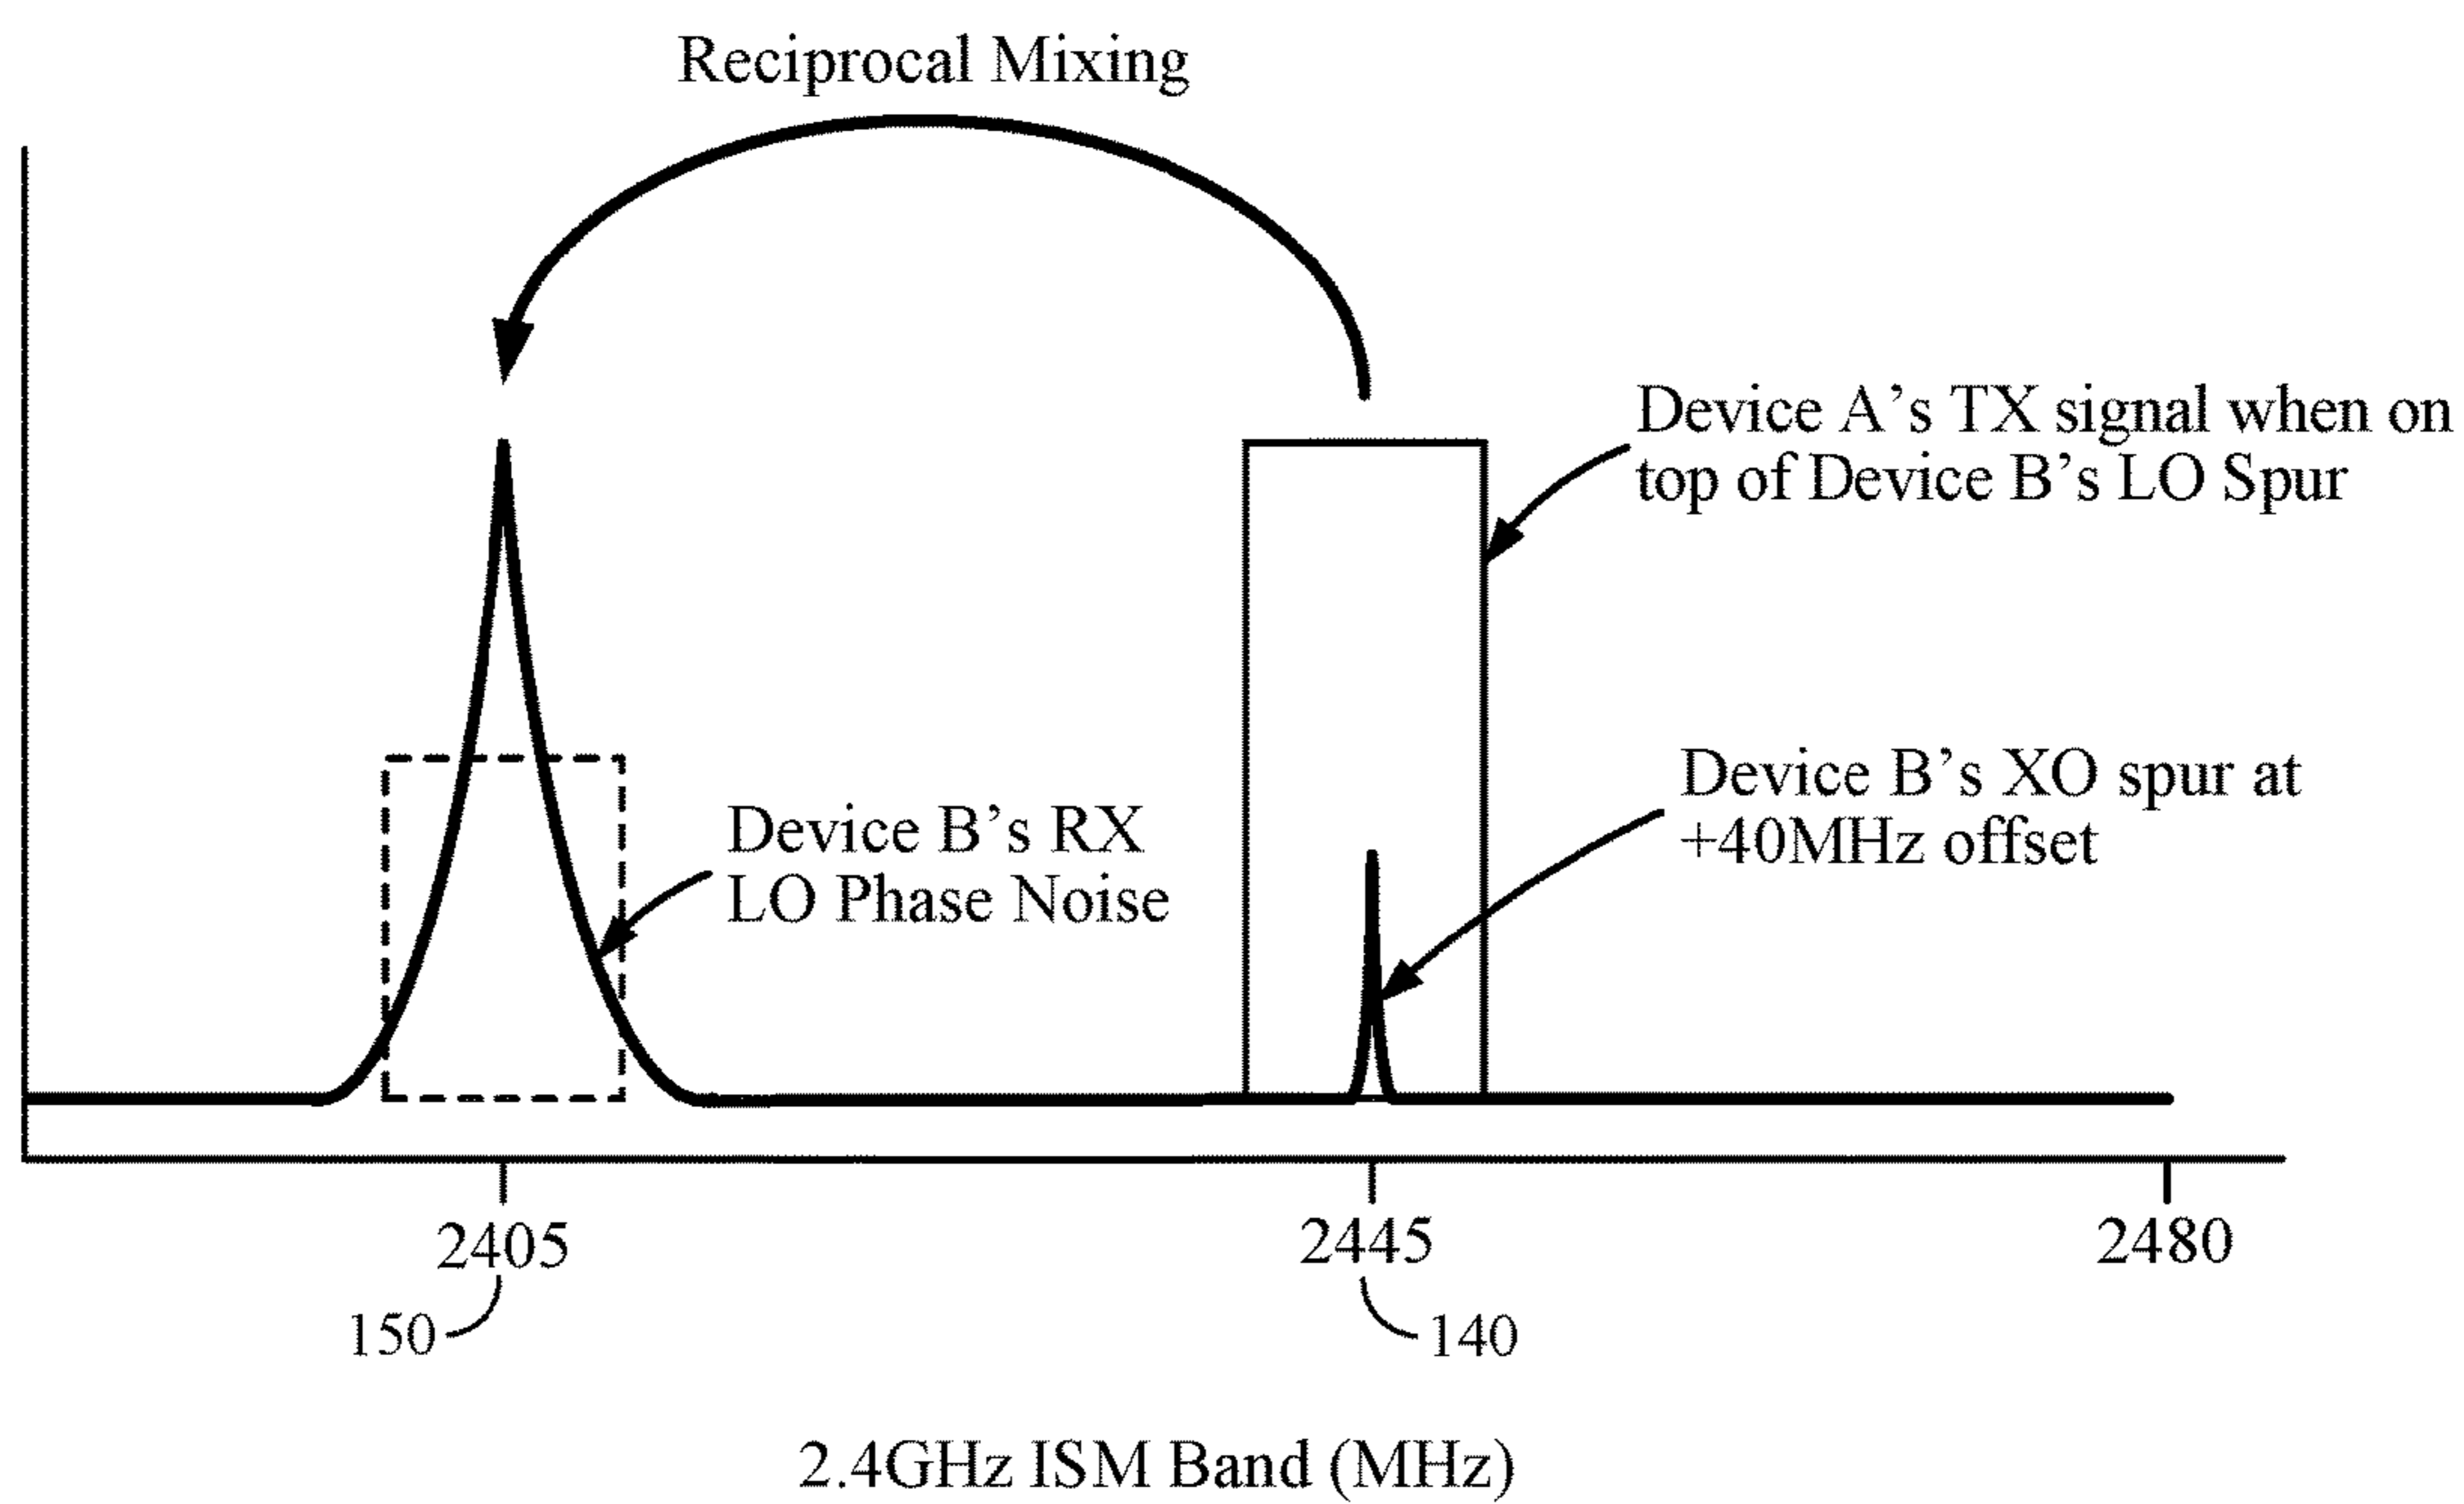 Reciprocal Mixing
Device A’s TX signal when on
top of Device B’s LO Spur
Device B’s XO spur at
+40MHz offset
Device B’s RX
LO Phase Noise
2405
2445
2480
150
140
2.4GHz ISM Band (MHz)